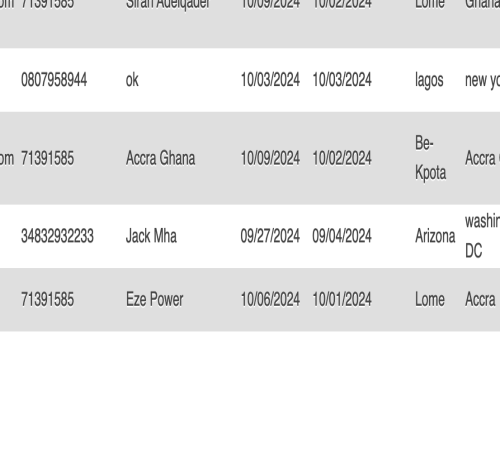 om 71391585 Siran Adelqader 10/09/2024 10/02/2024 Lome Ghana
0807958944 ok 10/03/2024 10/03/2024 lagos new yo
om 71391585 Accra Ghana 10/09/2024 10/02/2024 Be-
Kpota Accra
34832932233 Jack Mha 09/27/2024 09/04/2024 Arizona washin
DC
71391585 Eze Power 10/06/2024 10/01/2024 Lome Accra